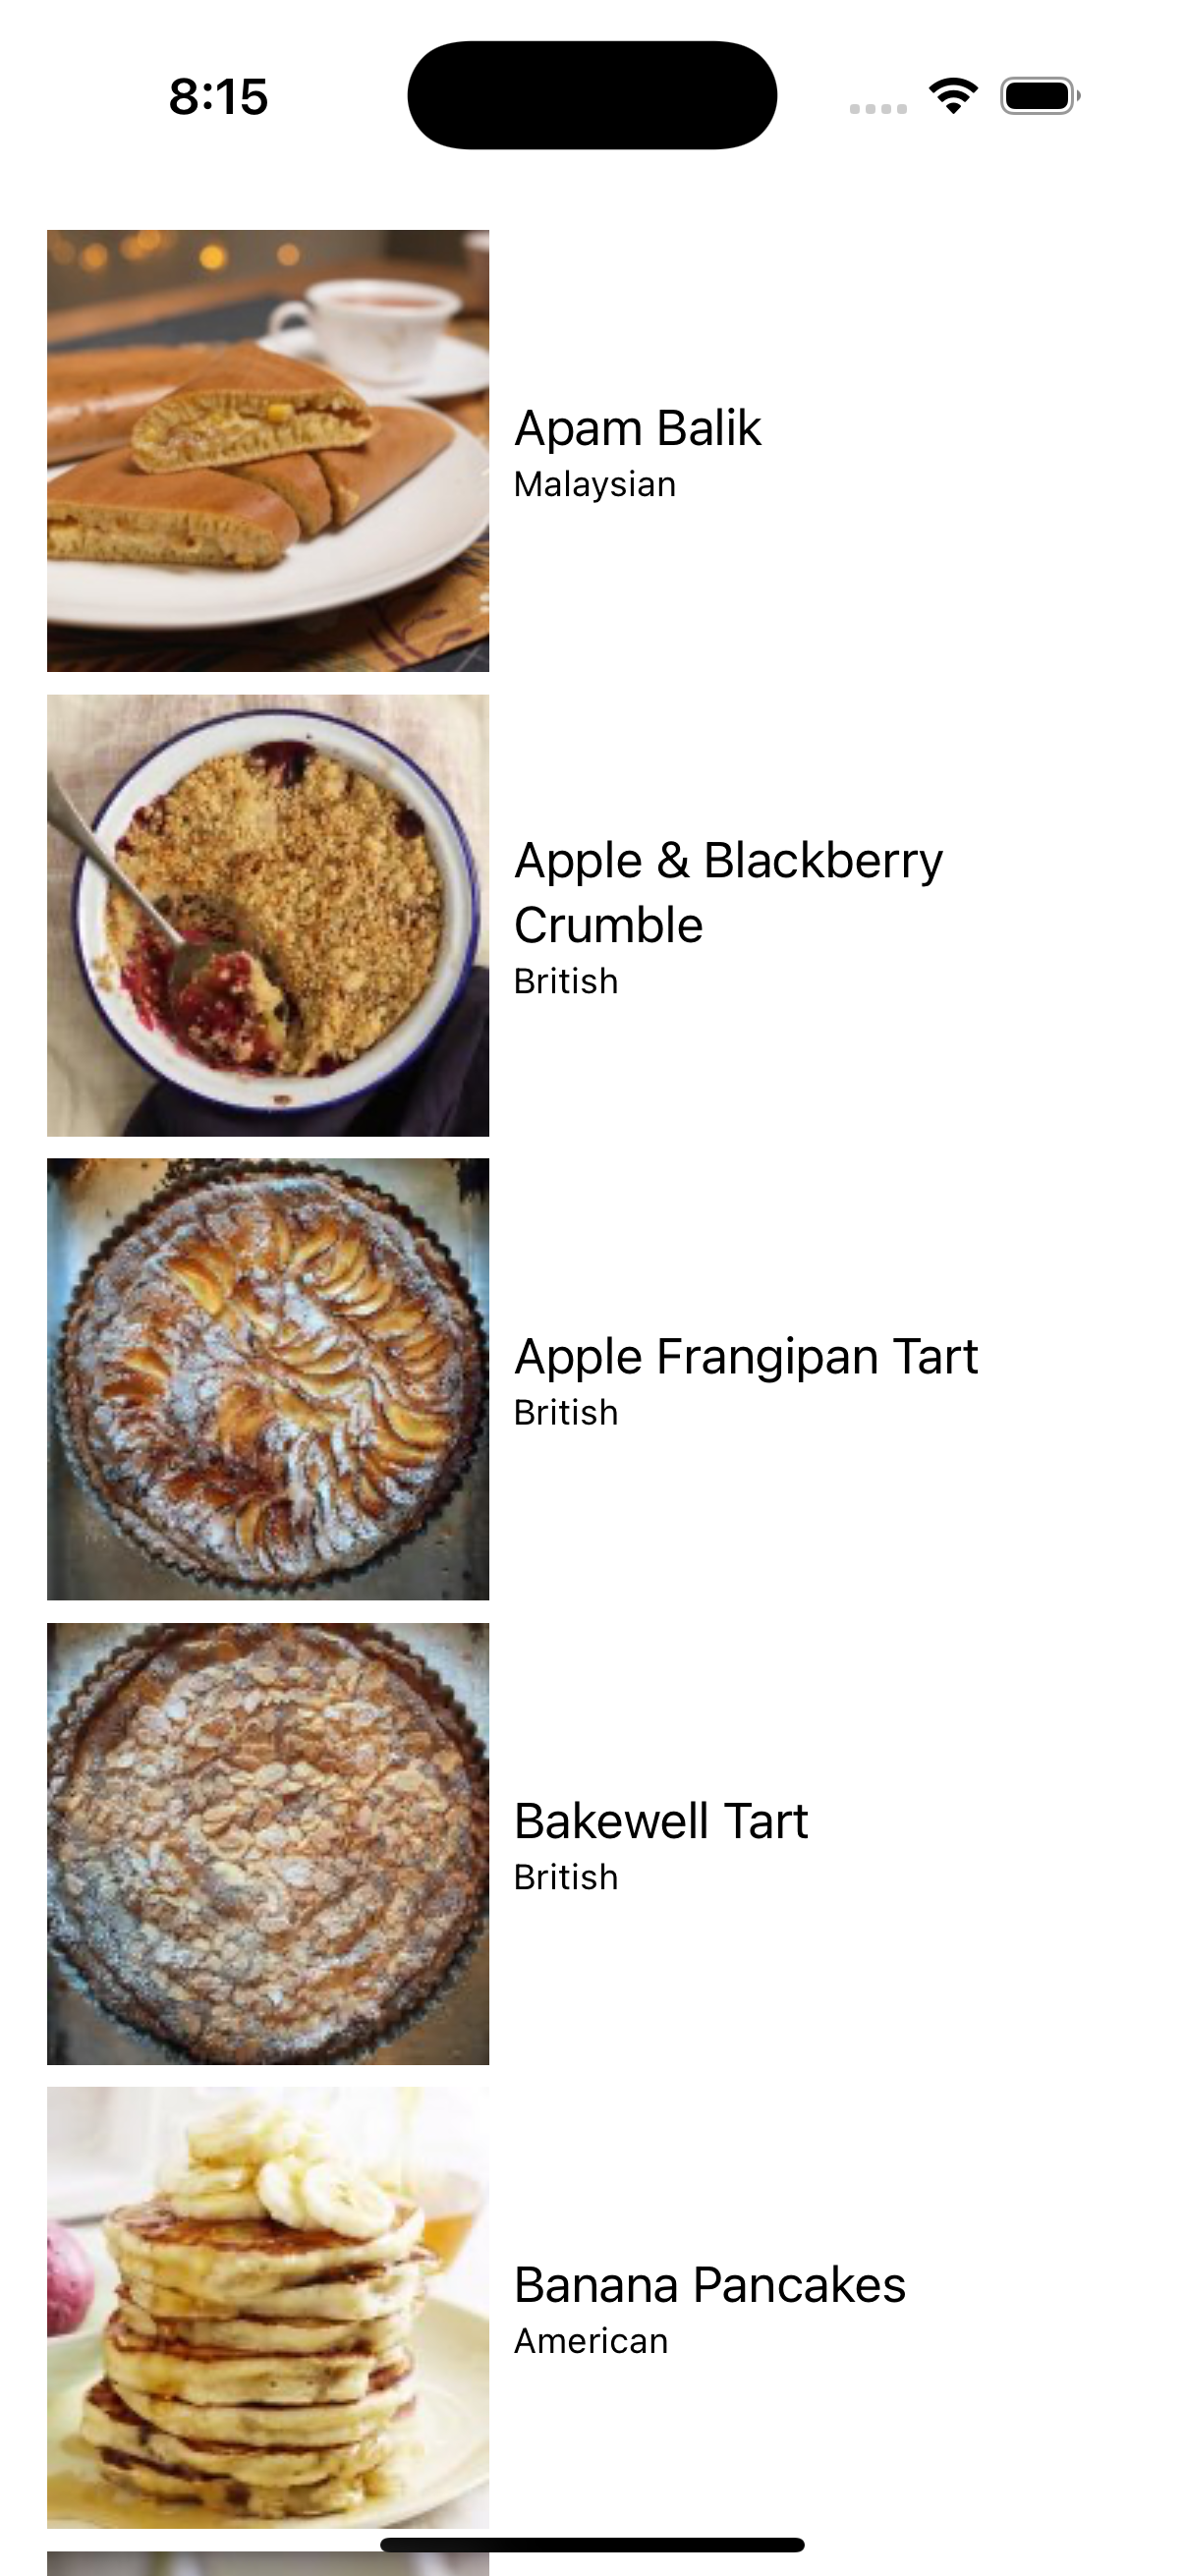 8:15
Apam Balik
Malaysian
Apple & Blackberry
Crumble
British
Apple Frangipan Tart
British
Bakewell Tart
British
Banana Pancakes
American